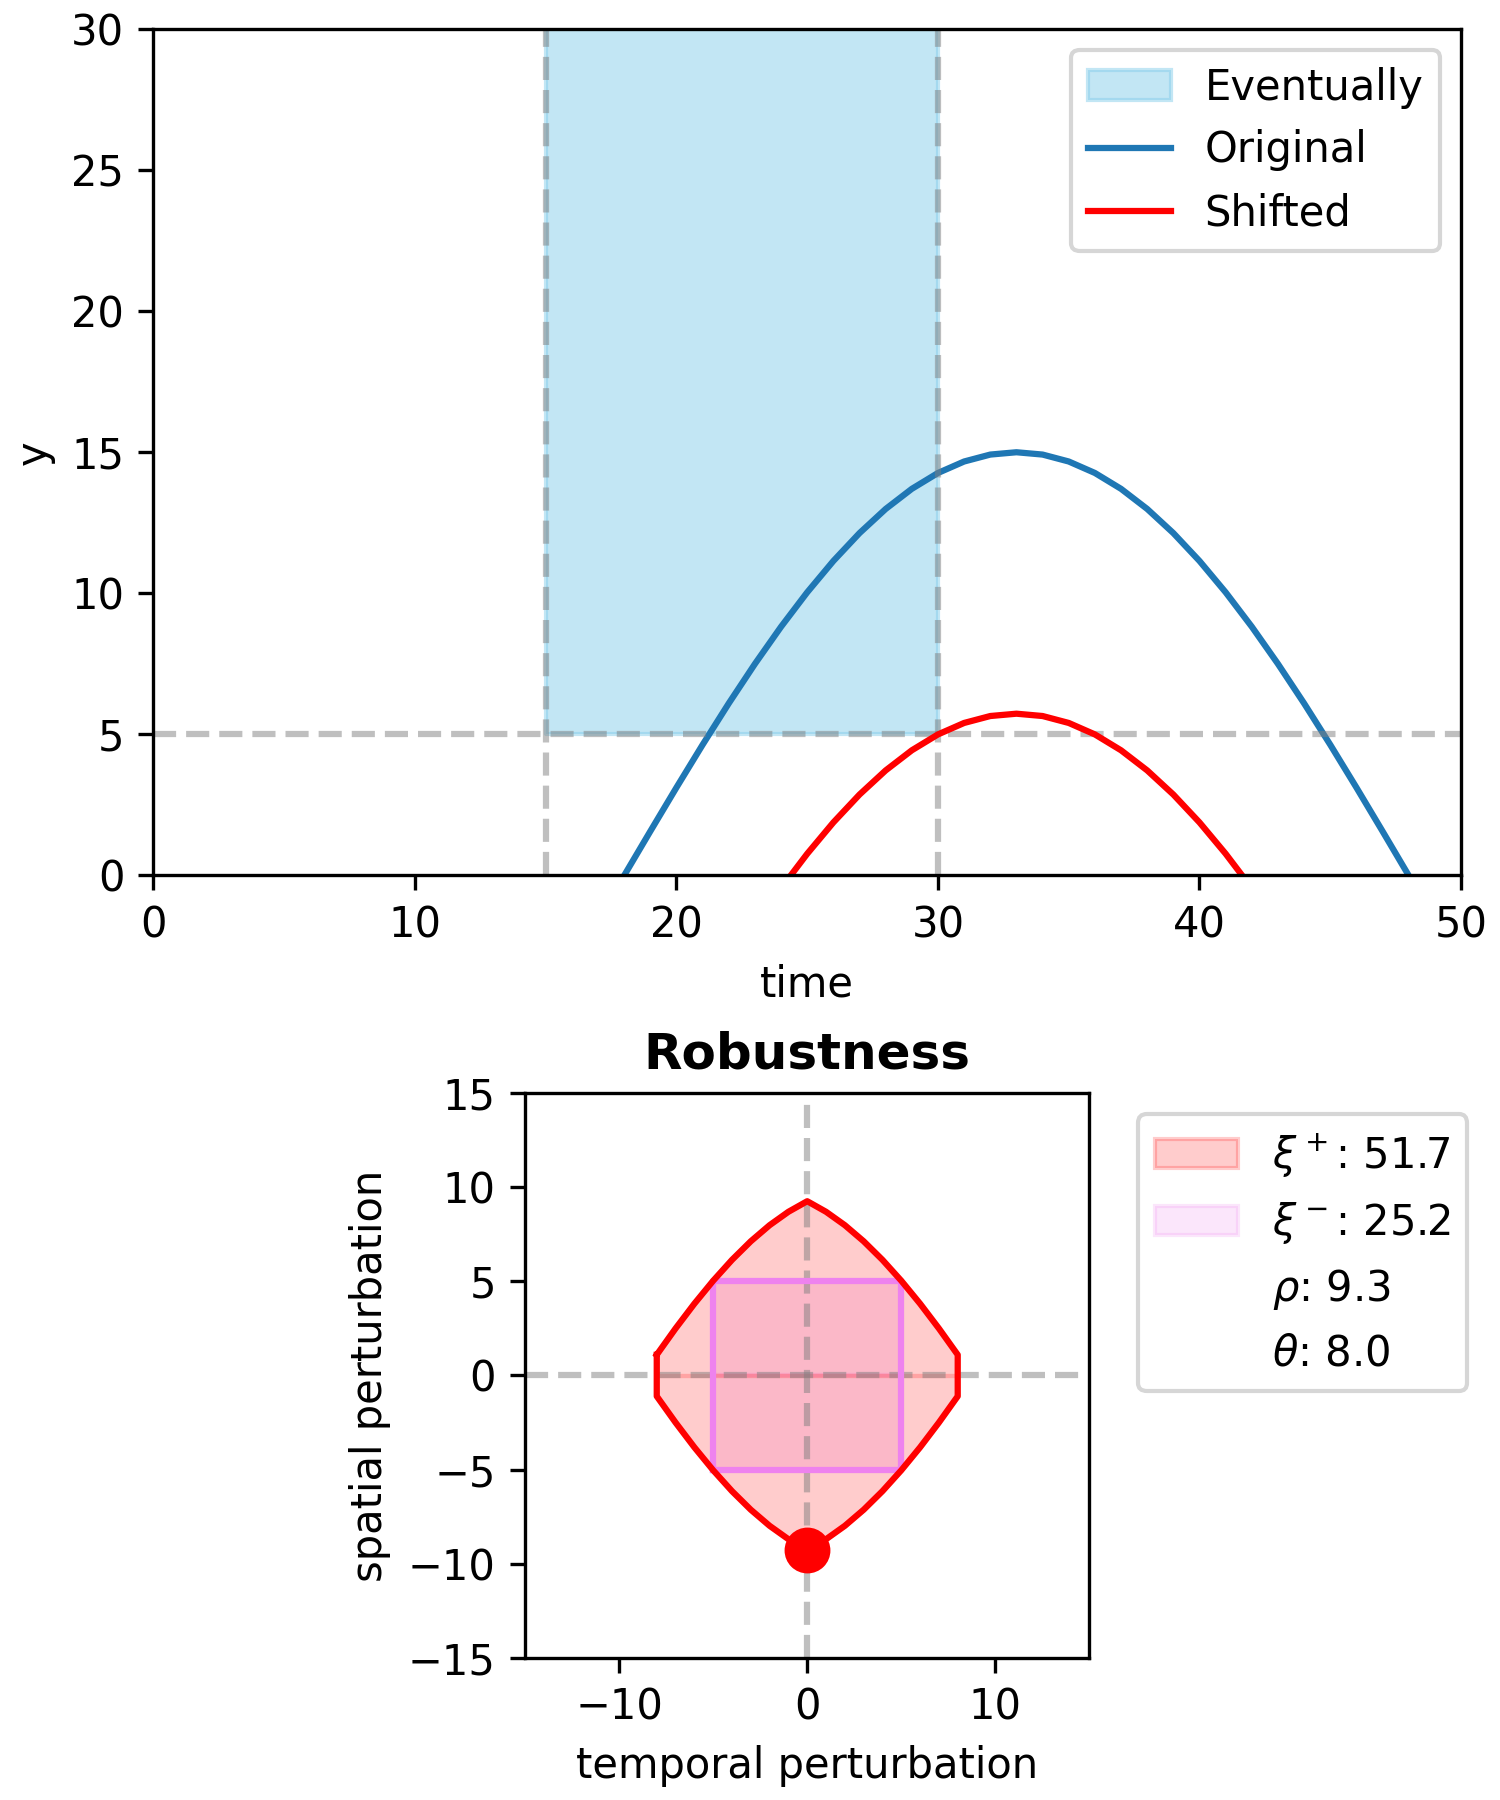 30
25
20
15
10
5
0
y
0 10 20 30 40 50
time
Eventually
Original
Shifted
Robustness
15
10
5
0
−5
−10
−15
spatial perturbation
−10 0 10
temporal perturbation
ξ⁺: 51.7
ξ⁻: 25.2
ρ: 9.3
θ: 8.0